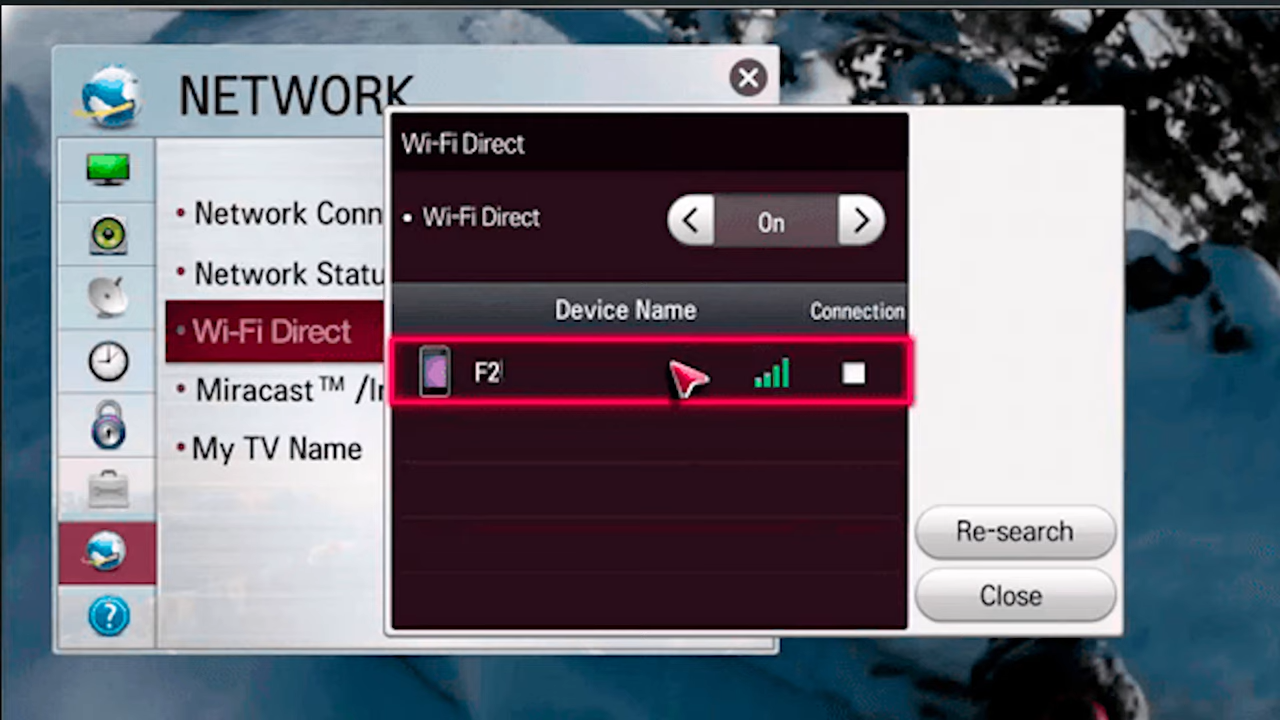 NETWORK
Wi-Fi Direct
Network Conn
• Wi-Fi Direct
On
Network Statu
Device Name
Connection
Wi-Fi Direct
F2
Miracast™ /In
My TV Name
Re-search
Close
?